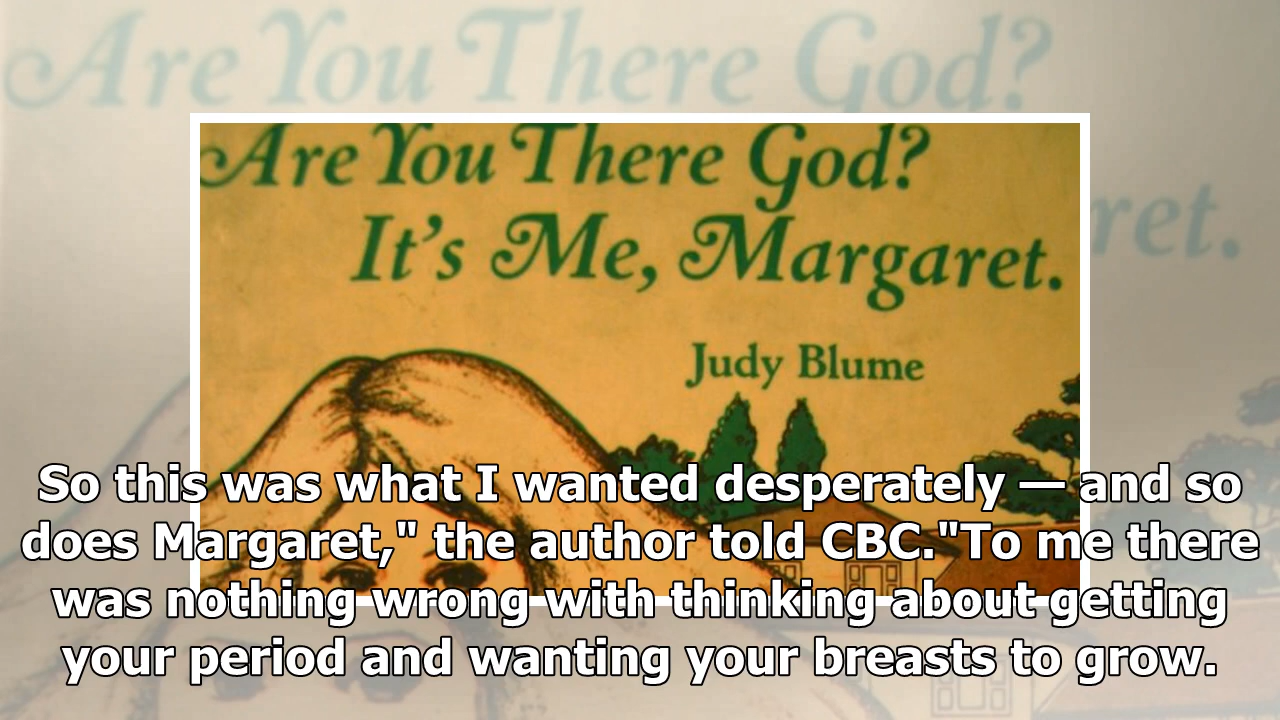 Are You There God?
ret.
Are You There God?
It's Me, Margaret.
Judy Blume
So this was what I wanted desperately — and so
does Margaret," the author told CBC."To me there
was nothing wrong with thinking about getting
your period and wanting your breasts to grow.